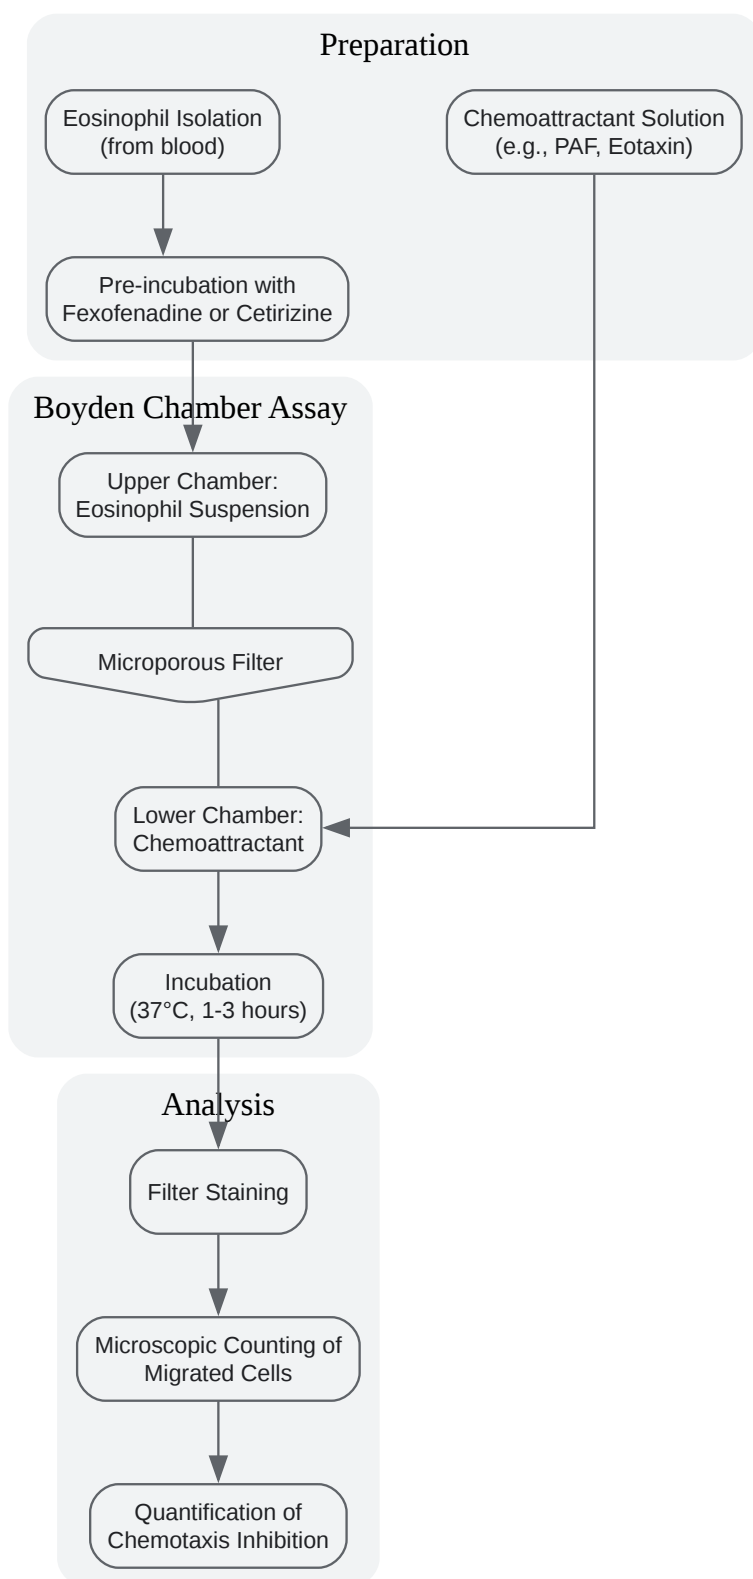 Preparation
Eosinophil Isolation
(from blood)
Chemoattractant Solution
(e.g., PAF, Eotaxin)
Pre-incubation with
Fexofenadine or Cetirizine
Boyden Chamber Assay
Upper Chamber:
Eosinophil Suspension
Microporous Filter
Lower Chamber:
Chemoattractant
Incubation
(37°C, 1-3 hours)
Analysis
Filter Staining
Microscopic Counting of
Migrated Cells
Quantification of
Chemotaxis Inhibition